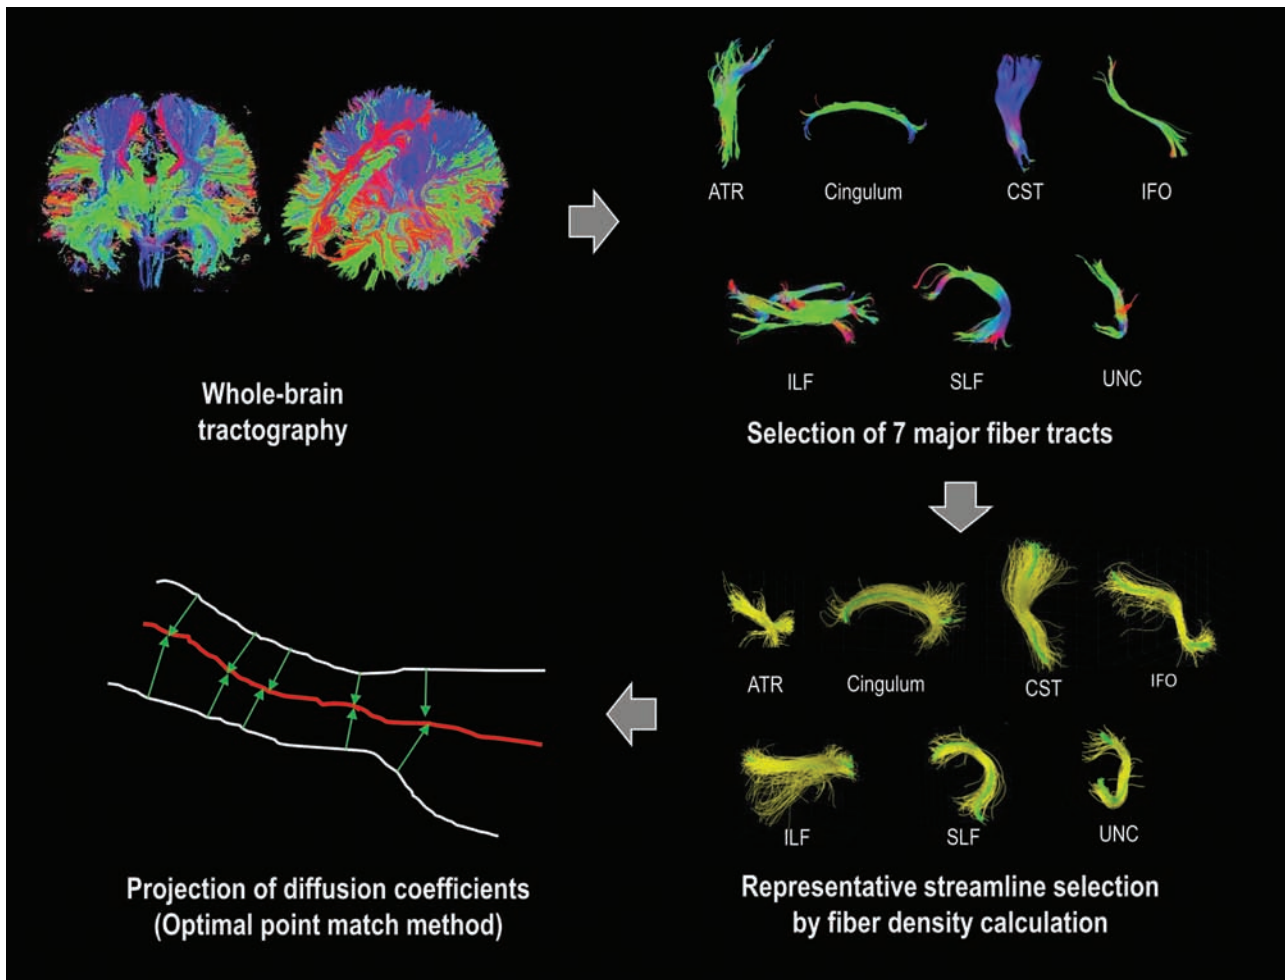 ATR
Cingulum
CST
IFO
ILF
SLF
UNC
Whole-brain
tractography
Selection of 7 major fiber tracts
ATR
Cingulum
CST
IFO
ILF
SLF
UNC
Representative streamline selection
by fiber density calculation
Projection of diffusion coefficients
(Optimal point match method)